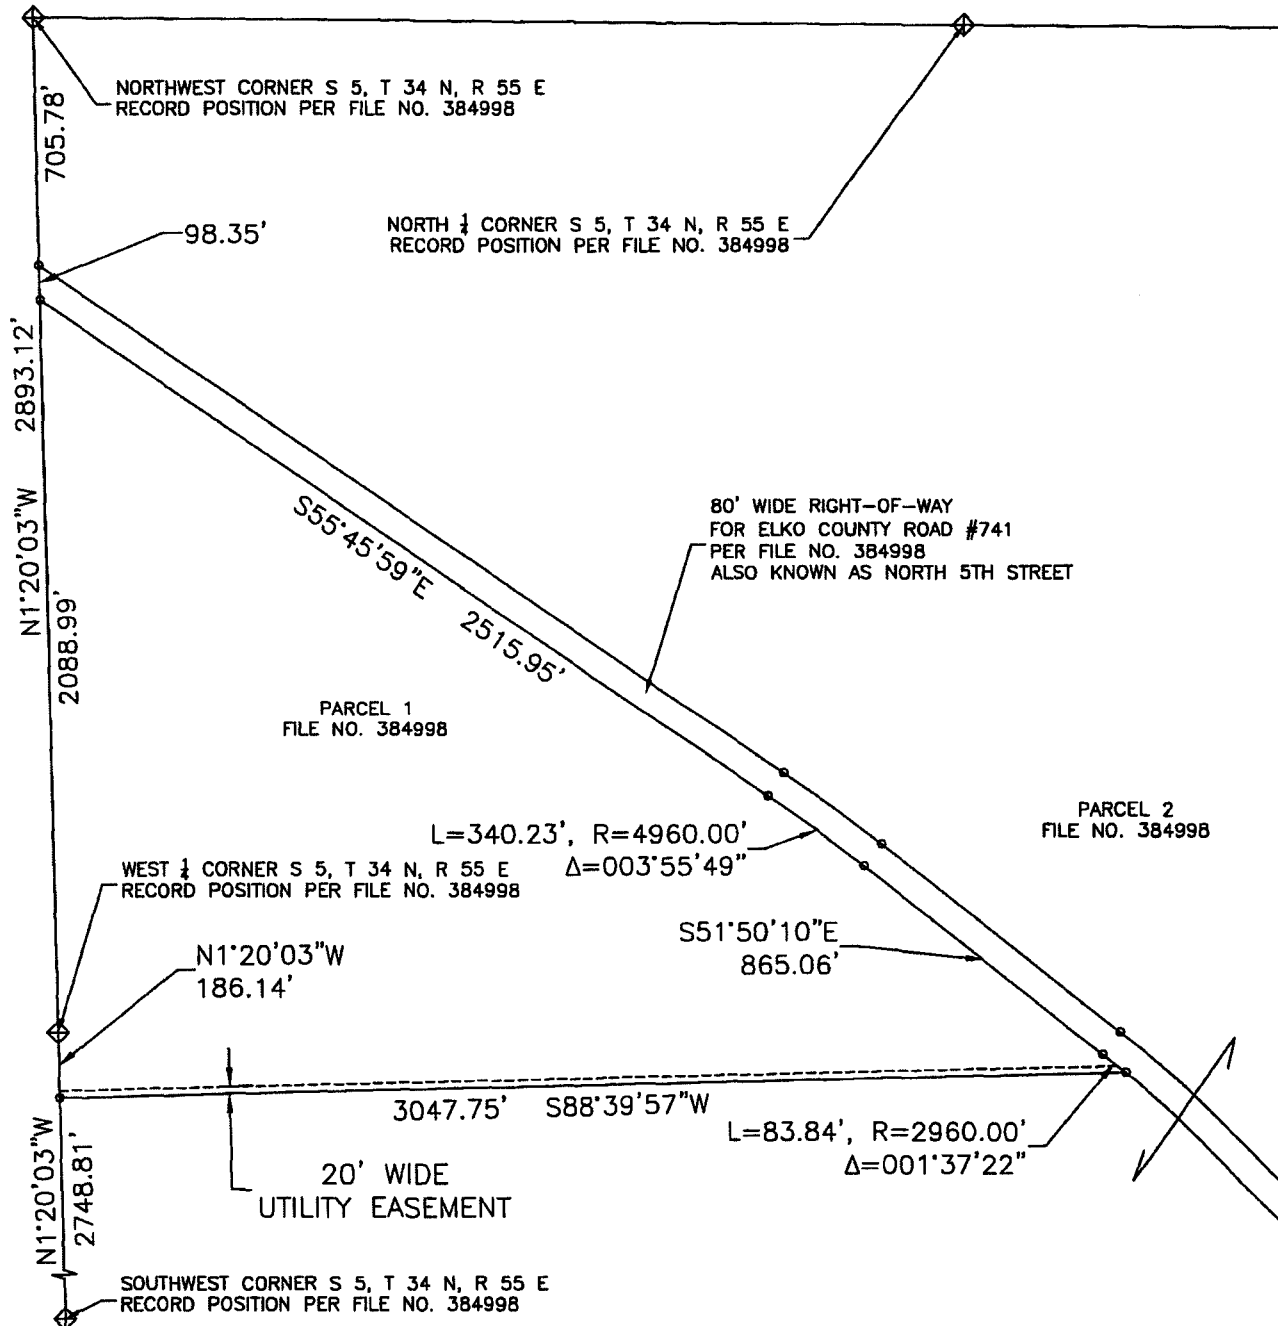 NORTHWEST CORNER S 5, T 34 N, R 55 E
RECORD POSITION PER FILE NO. 384998
705.78'
98.35'
NORTH 1/4 CORNER S 5, T 34 N, R 55 E
RECORD POSITION PER FILE NO. 384998
N1°20'03"W 2893.12'
2088.99'
S55°45'59"E 2515.95'
80' WIDE RIGHT-OF-WAY
FOR ELKO COUNTY ROAD #741
PER FILE NO. 384998
ALSO KNOWN AS NORTH 5TH STREET
PARCEL 1
FILE NO. 384998
PARCEL 2
FILE NO. 384998
L=340.23', R=4960.00'
Δ=003°55'49"
WEST 1/4 CORNER S 5, T 34 N, R 55 E
RECORD POSITION PER FILE NO. 384998
S51°50'10"E
865.06'
N1°20'03"W
186.14'
3047.75' S88°39'57"W
L=83.84', R=2960.00'
Δ=001°37'22"
20' WIDE
UTILITY EASEMENT
N1°20'03"W
2748.81'
SOUTHWEST CORNER S 5, T 34 N, R 55 E
RECORD POSITION PER FILE NO. 384998